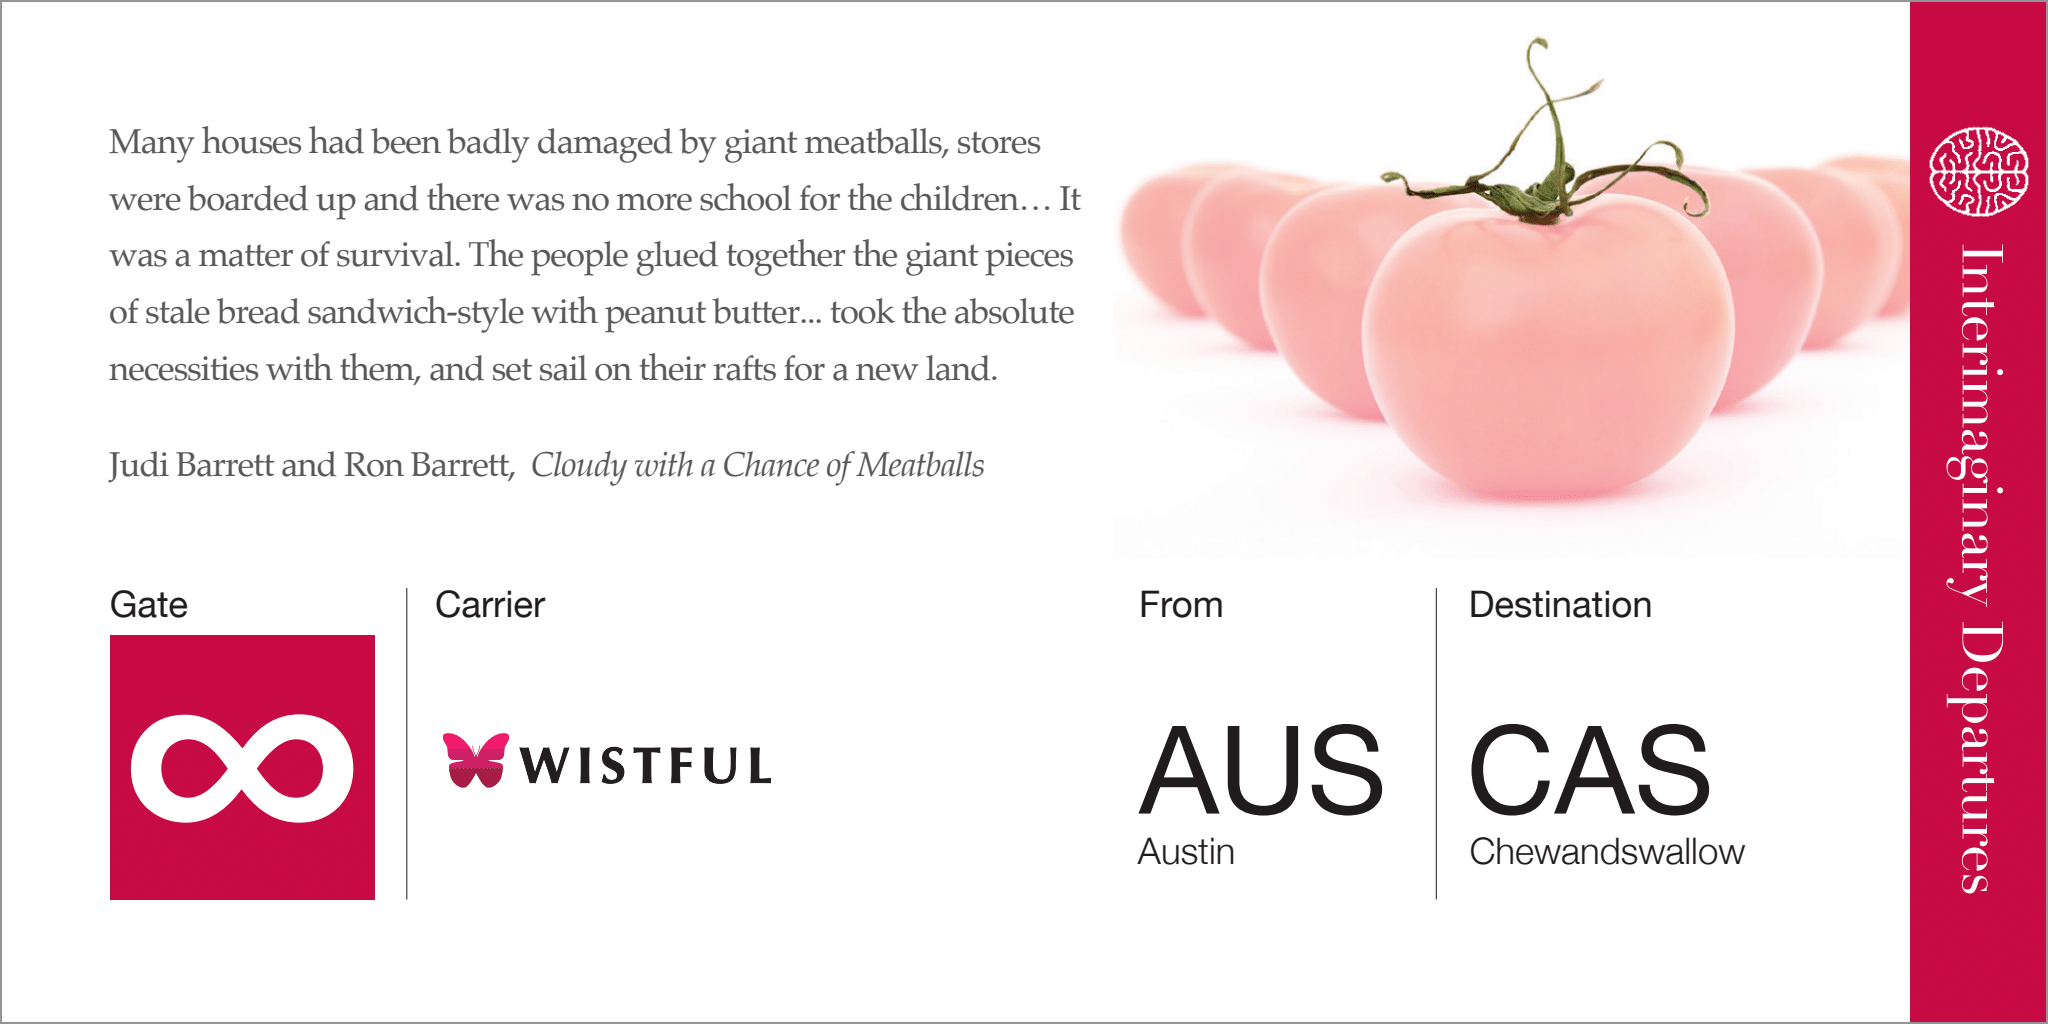 Many houses had been badly damaged by giant meatballs, stores
were boarded up and there was no more school for the children… It
was a matter of survival. The people glued together the giant pieces
of stale bread sandwich-style with peanut butter... took the absolute
necessities with them, and set sail on their rafts for a new land.
Judi Barrett and Ron Barrett, Cloudy with a Chance of Meatballs
Gate
∞
Carrier
WISTFUL
From
AUS
Austin
Destination
CAS
Chewandswallow
Interimaginary Departures